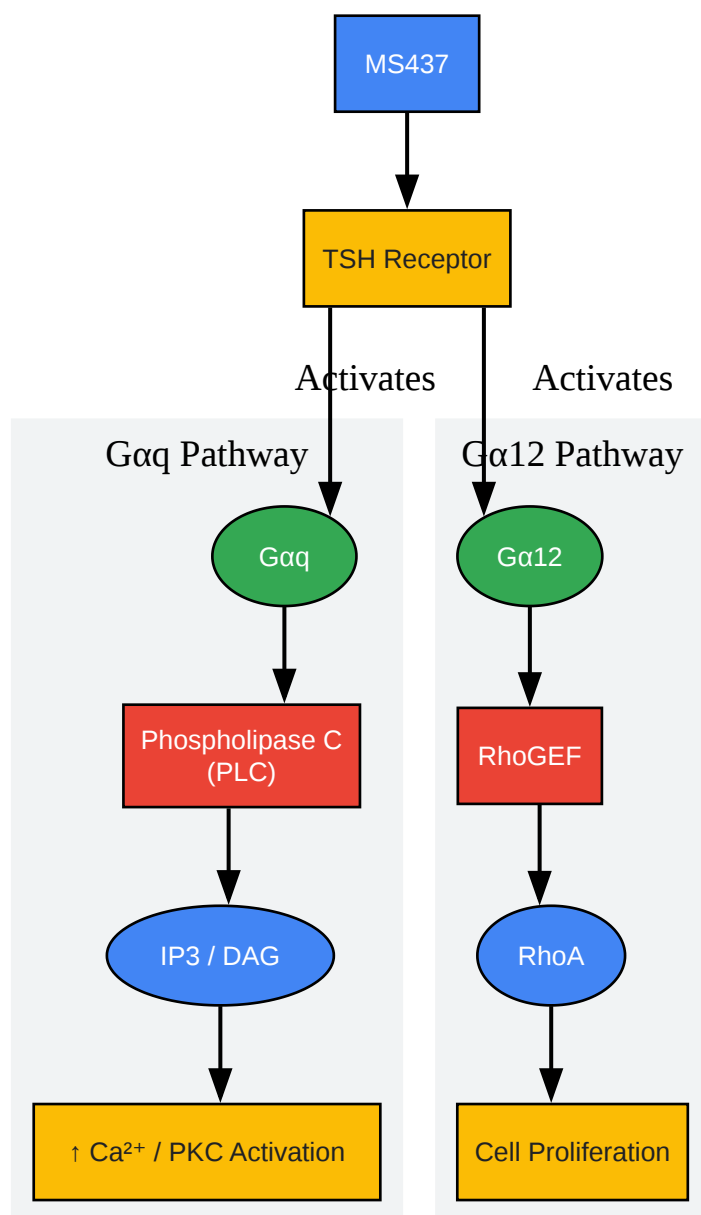 MS437
TSH Receptor
Activates
Activates
Gαq Pathway
Gα12 Pathway
Gαq
Gα12
Phospholipase C
(PLC)
RhoGEF
IP3 / DAG
RhoA
↑ Ca²⁺ / PKC Activation
Cell Proliferation